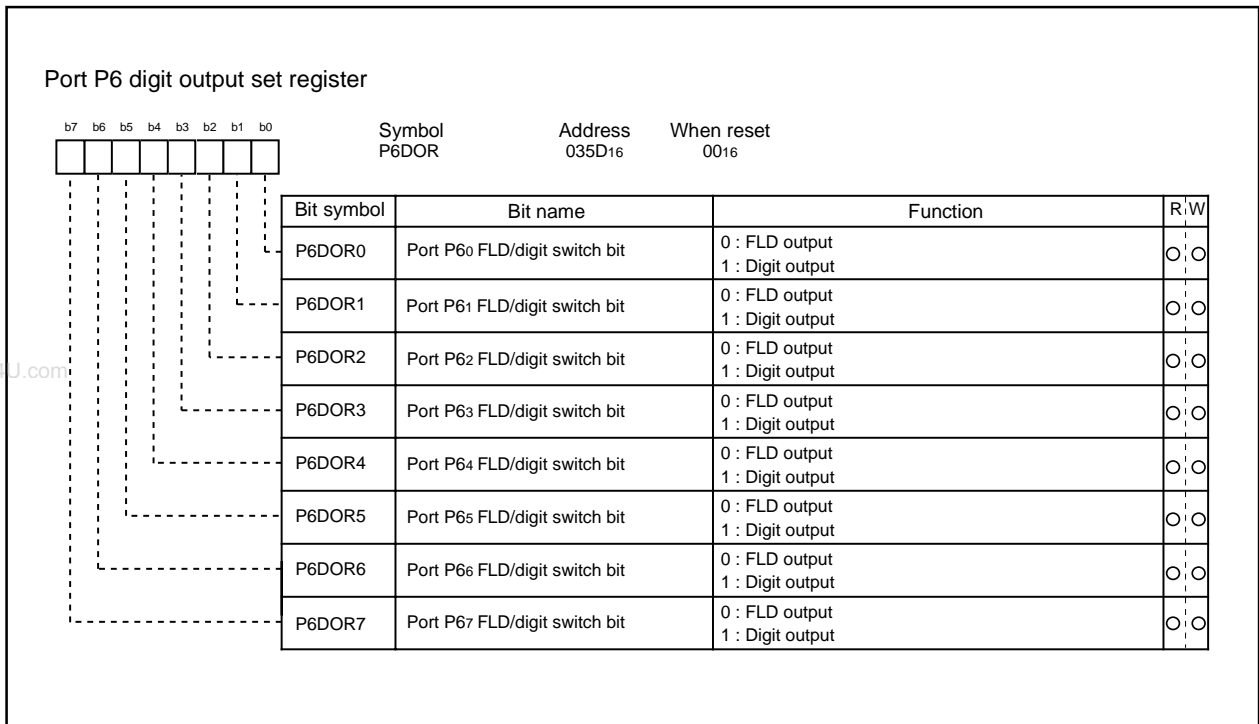 Port P6 digit output set register
b7 b6 b5 b4 b3 b2 b1 b0
Symbol Address When reset
P6DOR 035D16 0016
Bit symbol Bit name Function R W
P6DOR0 Port P60 FLD/digit switch bit 0 : FLD output
1 : Digit output
P6DOR1 Port P61 FLD/digit switch bit 0 : FLD output
1 : Digit output
P6DOR2 Port P62 FLD/digit switch bit 0 : FLD output
1 : Digit output
P6DOR3 Port P63 FLD/digit switch bit 0 : FLD output
1 : Digit output
P6DOR4 Port P64 FLD/digit switch bit 0 : FLD output
1 : Digit output
P6DOR5 Port P65 FLD/digit switch bit 0 : FLD output
1 : Digit output
P6DOR6 Port P66 FLD/digit switch bit 0 : FLD output
1 : Digit output
P6DOR7 Port P67 FLD/digit switch bit 0 : FLD output
1 : Digit output
U.com